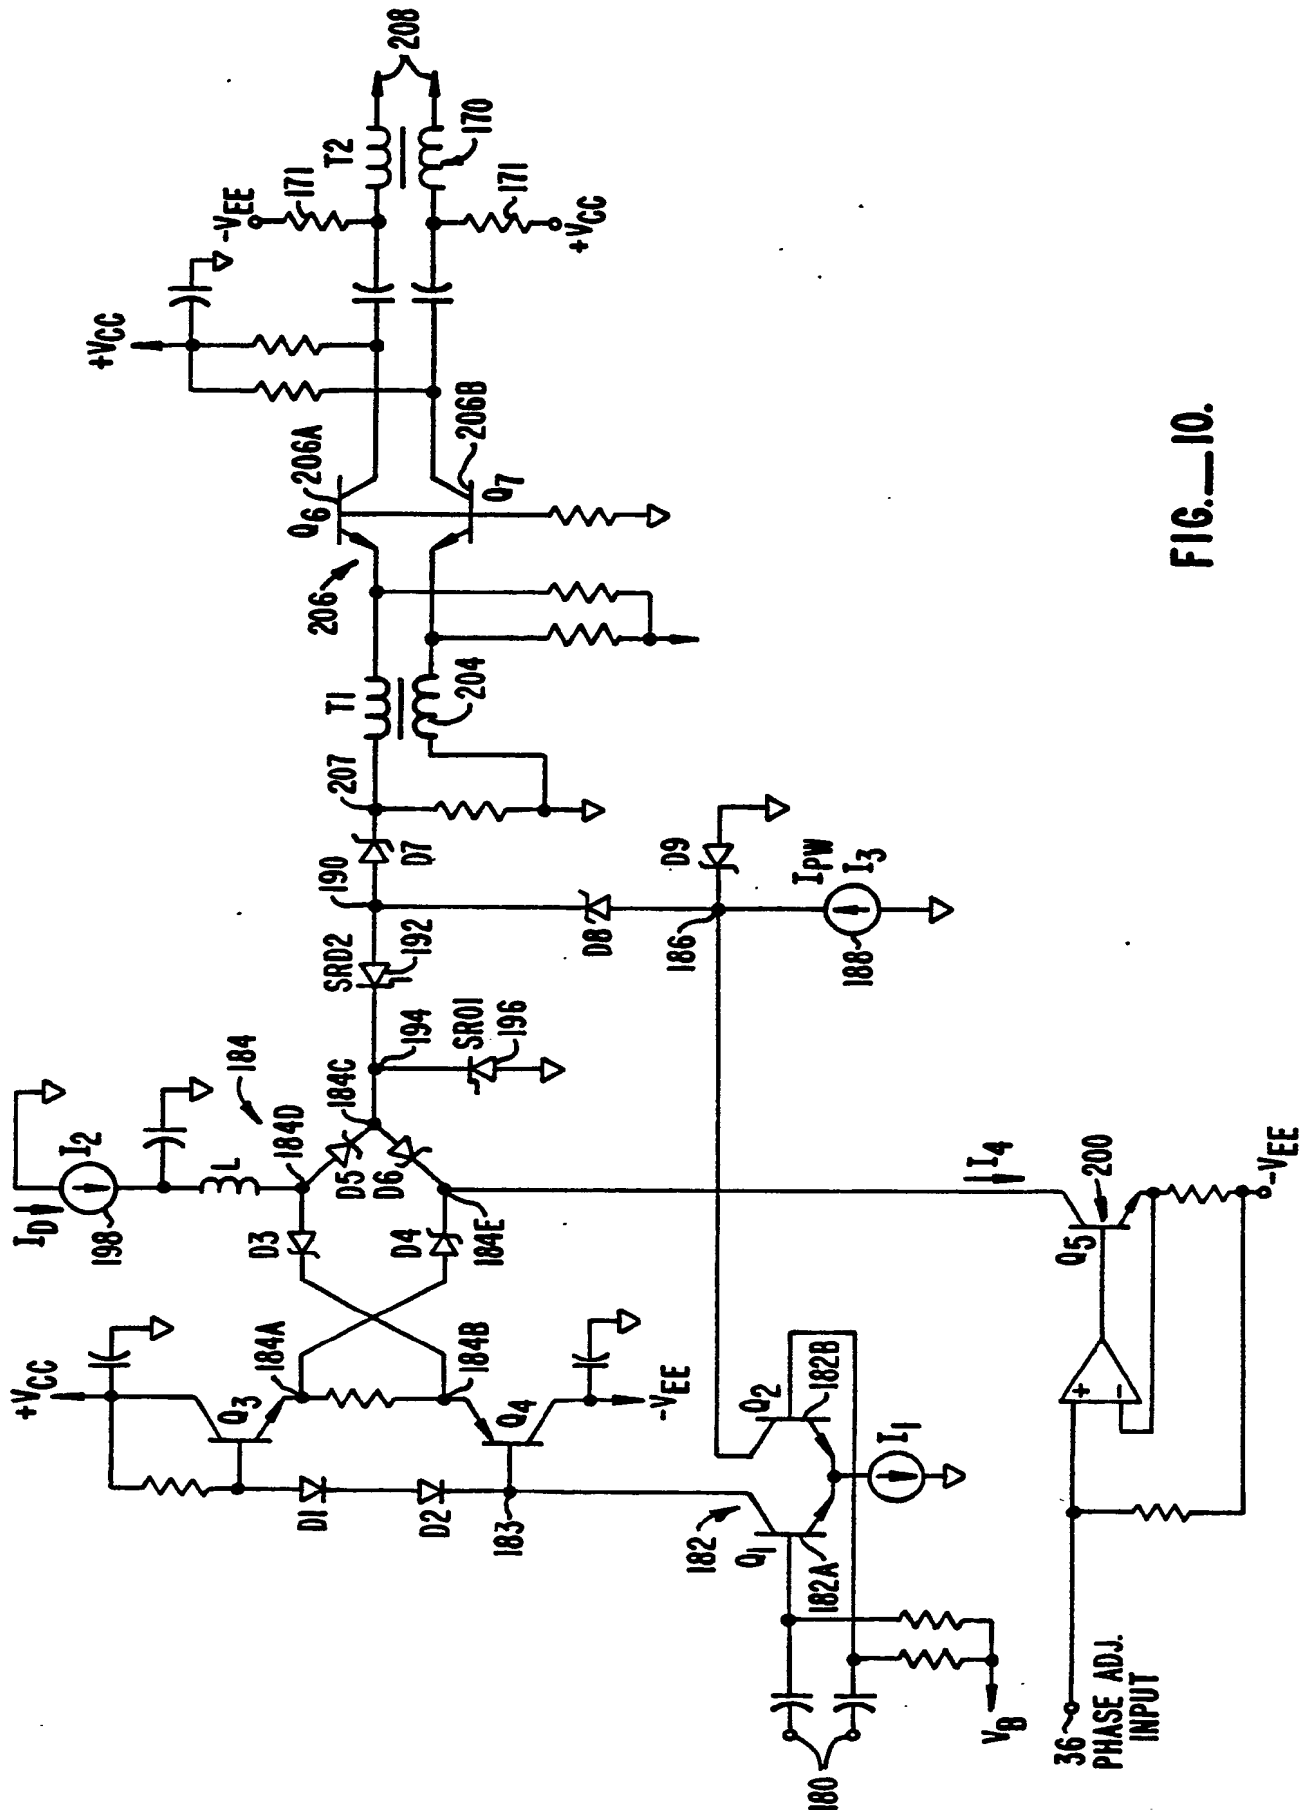 208
T2
170
-VEE
171
171
+VCC
+VCC
206A
206B
Q6
Q7
206
T1
204
207
190
D7
D9
IPW
I3
188
186
D8
SRD2
192
194
SRD1
196
184
184C
184D
I2
ID
198
L
D5
D6
D3
D4
184E
I4
200
-VEE
Q5
+VCC
184A
184B
Q3
Q4
-VEE
D1
D2
183
182
Q1
182A
Q2
182B
I1
+
-
180
VB
36
PHASE ADJ.
INPUT
FIG.__10.